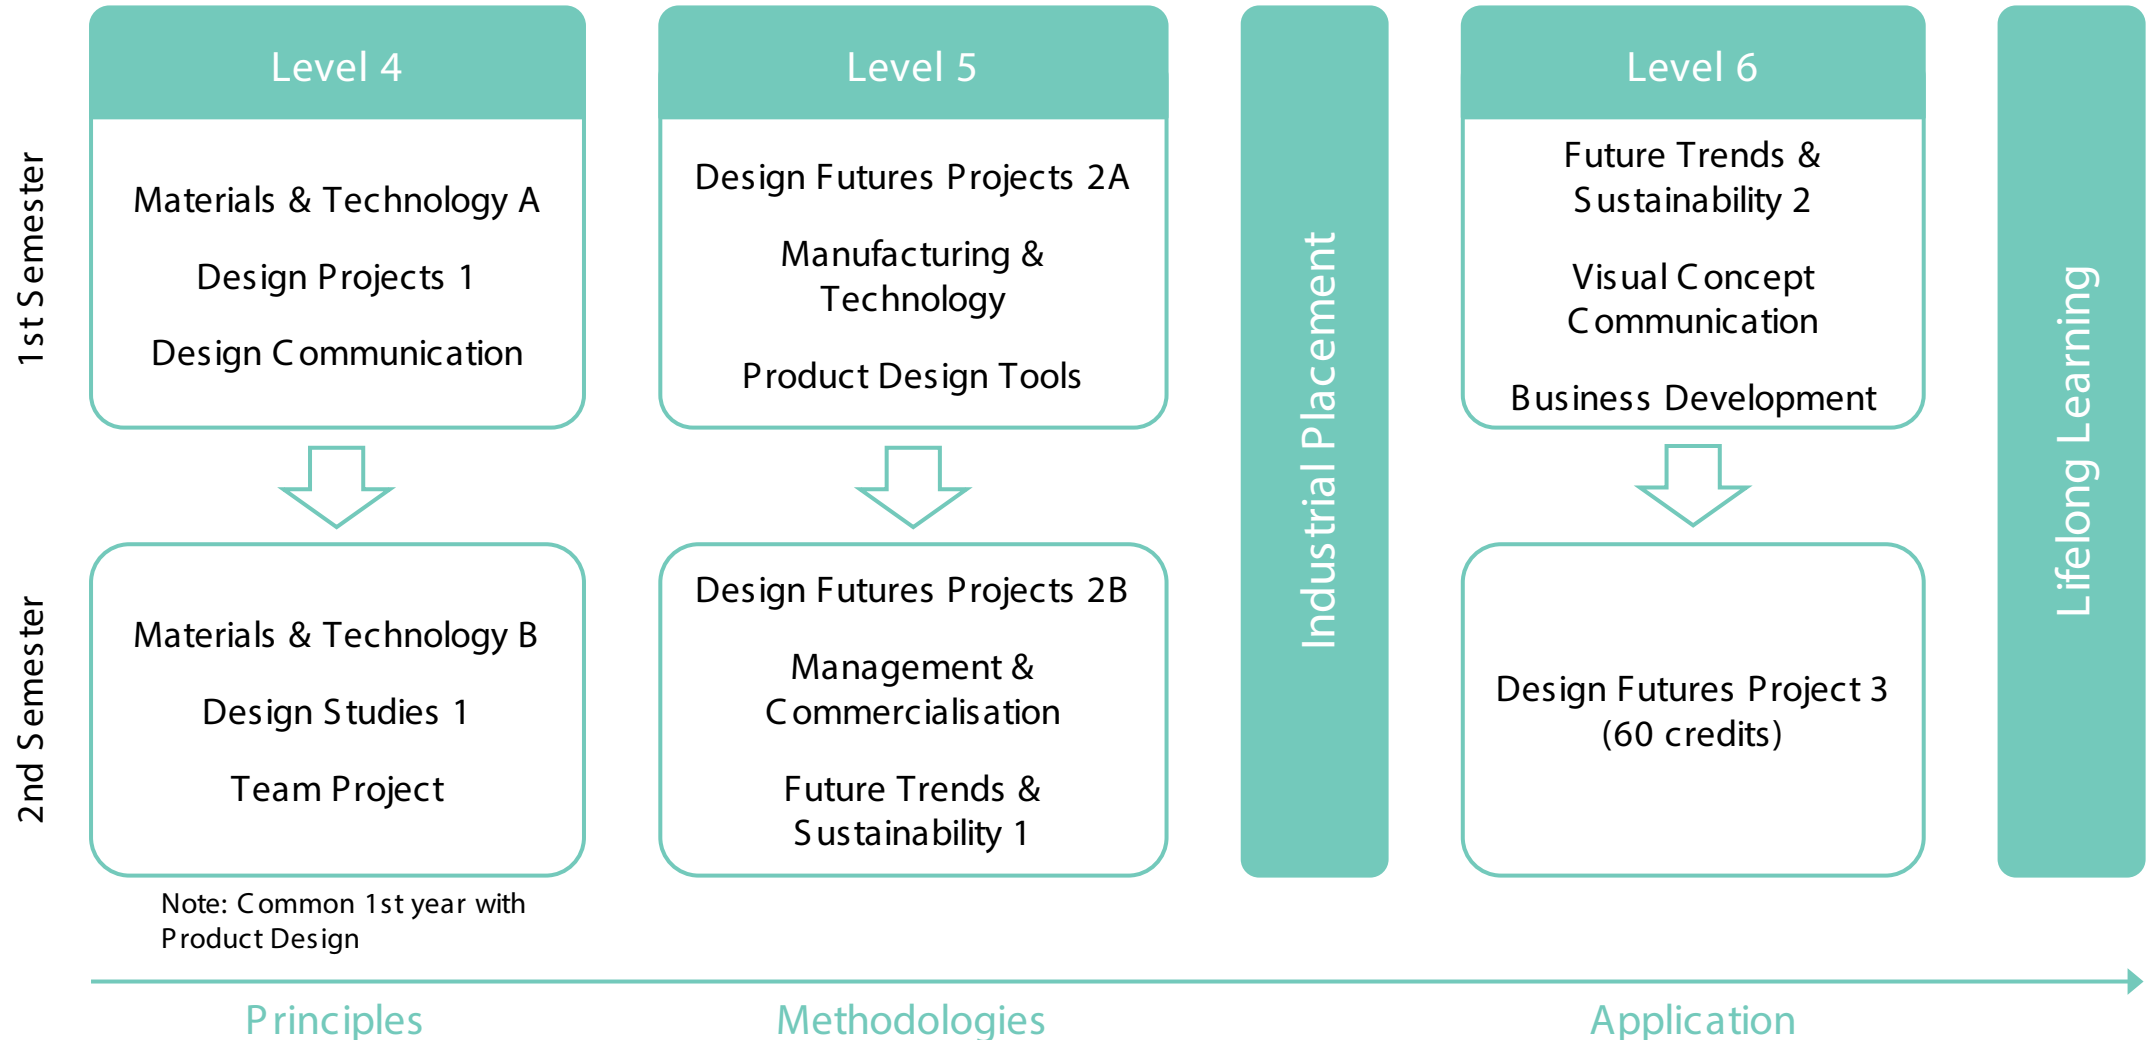 Level 4
Level 5
Level 6
1st Semester
Materials & Technology A
Design Projects 1
Design Communication
Design Futures Projects 2A
Manufacturing &
Technology
Product Design Tools
Industrial Placement
Future Trends &
Sustainability 2
Visual Concept
Communication
Business Development
Lifelong Learning
2nd Semester
Materials & Technology B
Design Studies 1
Team Project
Design Futures Projects 2B
Management &
Commercialisation
Future Trends &
Sustainability 1
Design Futures Project 3
(60 credits)
Note: Common 1st year with
Product Design
Principles
Methodologies
Application